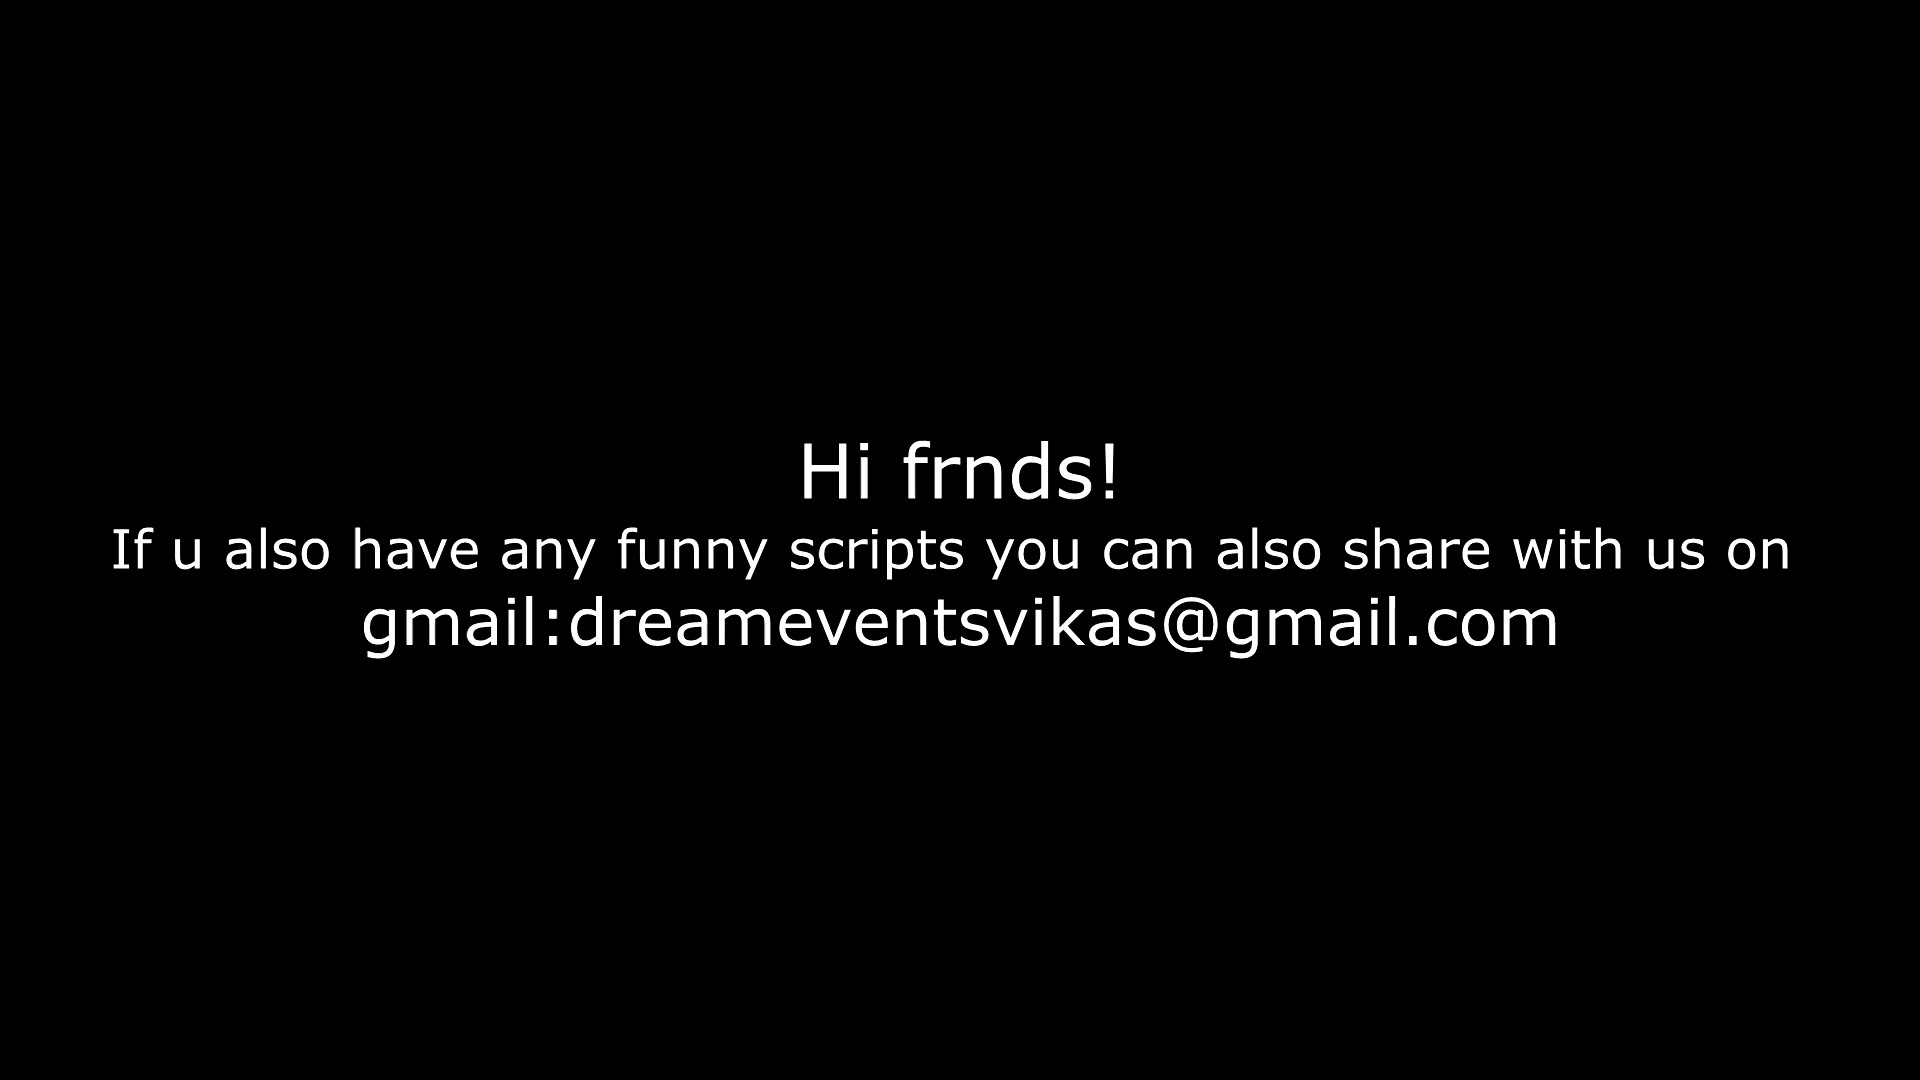 Hi frnds!
If u also have any funny scripts you can also share with us on
gmail:dreameventsvikas@gmail.com